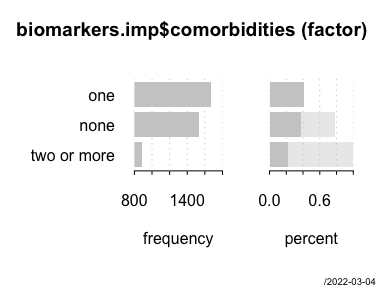 biomarkers.imp$comorbidities (factor)
one
none
two or more
800 1400 0.0 0.6
frequency percent
/2022-03-04